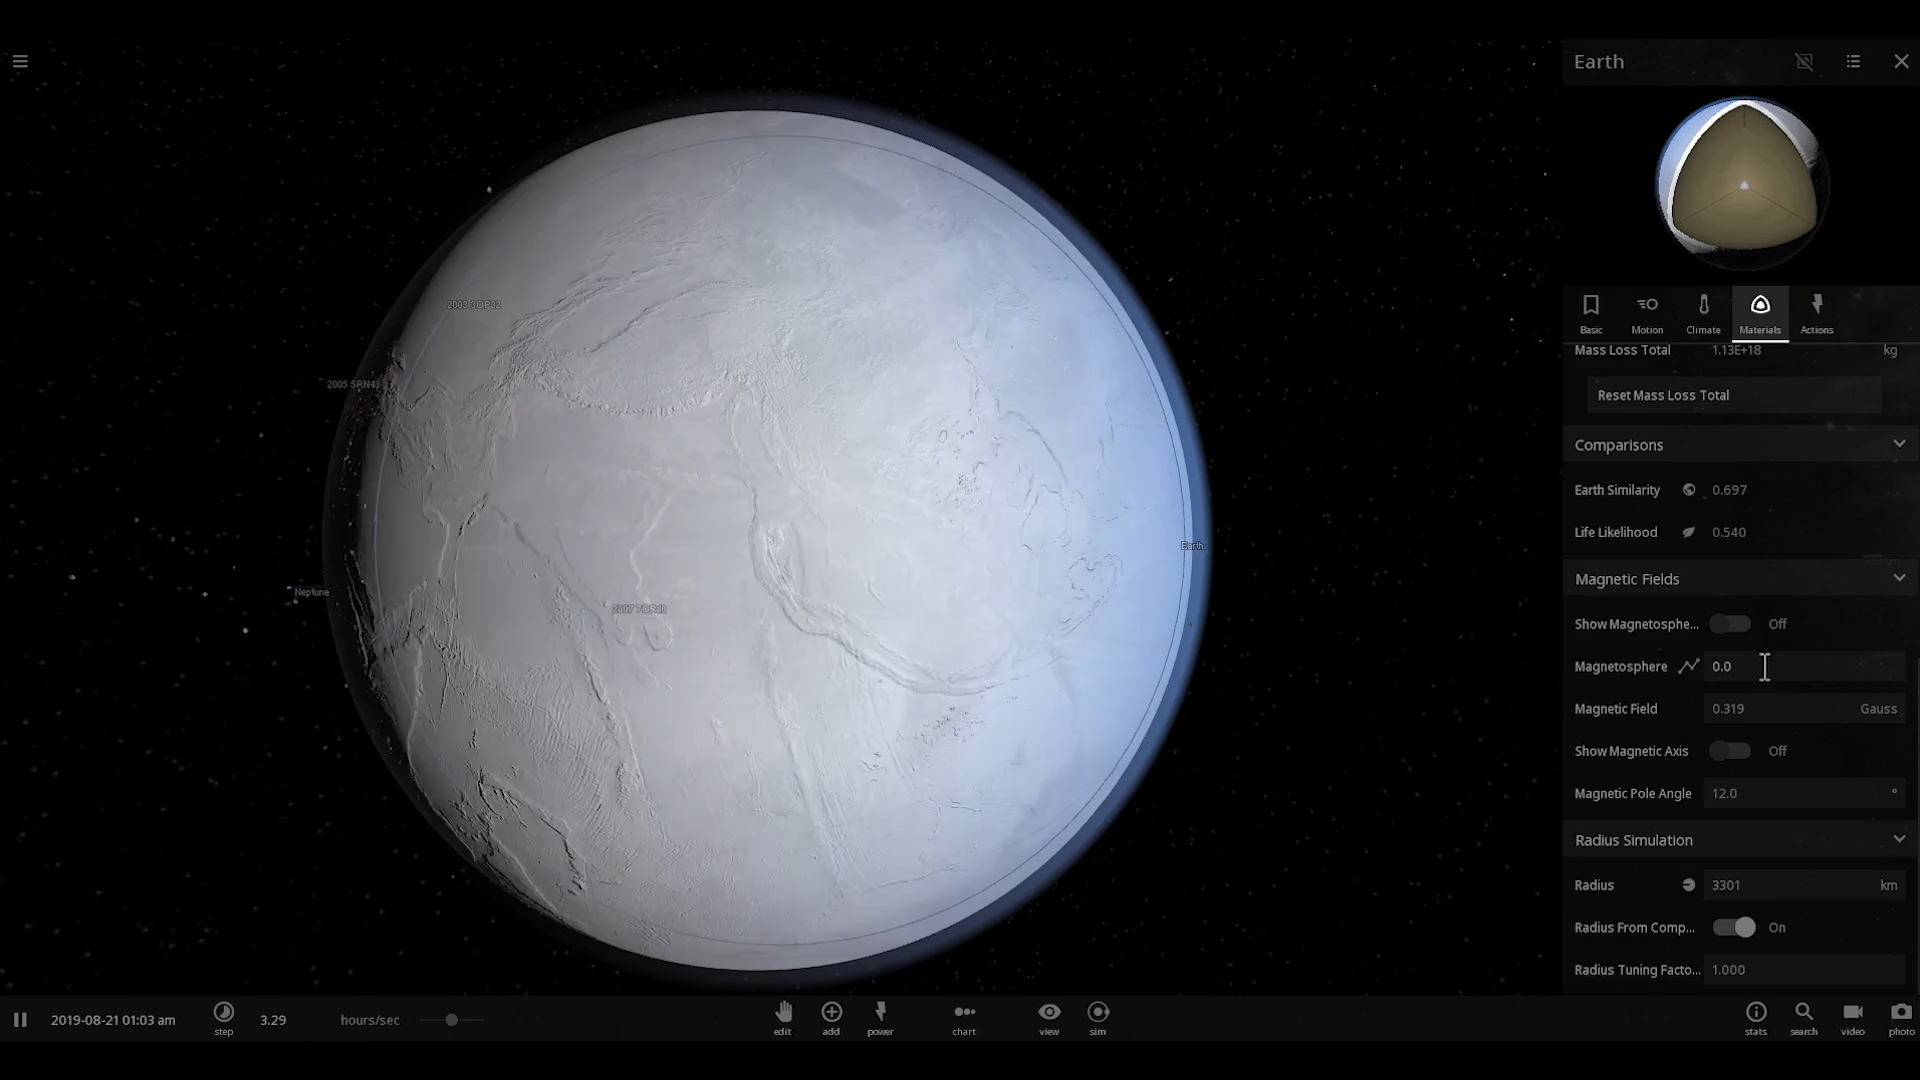 Earth
Basic
Motion
Climate
Materials
Actions
Mass Loss Total 1.13E+18 kg
Reset Mass Loss Total
Comparisons
Earth Similarity 0.697
Life Likelihood 0.540
Magnetic Fields
Show Magnetosphe... Off
Magnetosphere 0.0
Magnetic Field 0.319 Gauss
Show Magnetic Axis Off
Magnetic Pole Angle 12.0 °
Radius Simulation
Radius 3301 km
Radius From Comp... On
Radius Tuning Facto... 1.000
Earth
Neptune
2019-08-21 01:03 am
step
3.29 hours/sec
edit
add
power
chart
view
sim
stats
search
video
photo